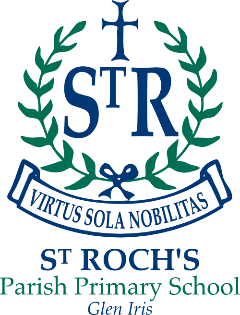 STR
VIRTUS SOLA NOBILITAS
ST ROCH'S
Parish Primary School
Glen Iris